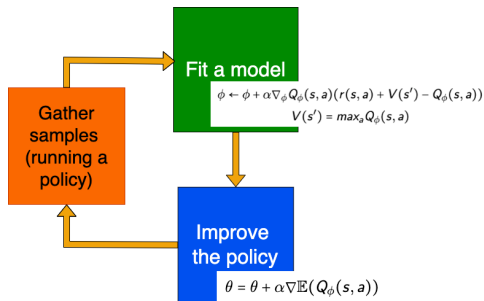 Fit a model
ϕ ← ϕ + α∇ϕQϕ(s, a)(r(s, a) + V(s′) − Qϕ(s, a))
V(s′) = maxₐQϕ(s, a)
Gather
samples
(running a
policy)
Improve
the policy
θ = θ + α∇𝔼(Qϕ(s, a))